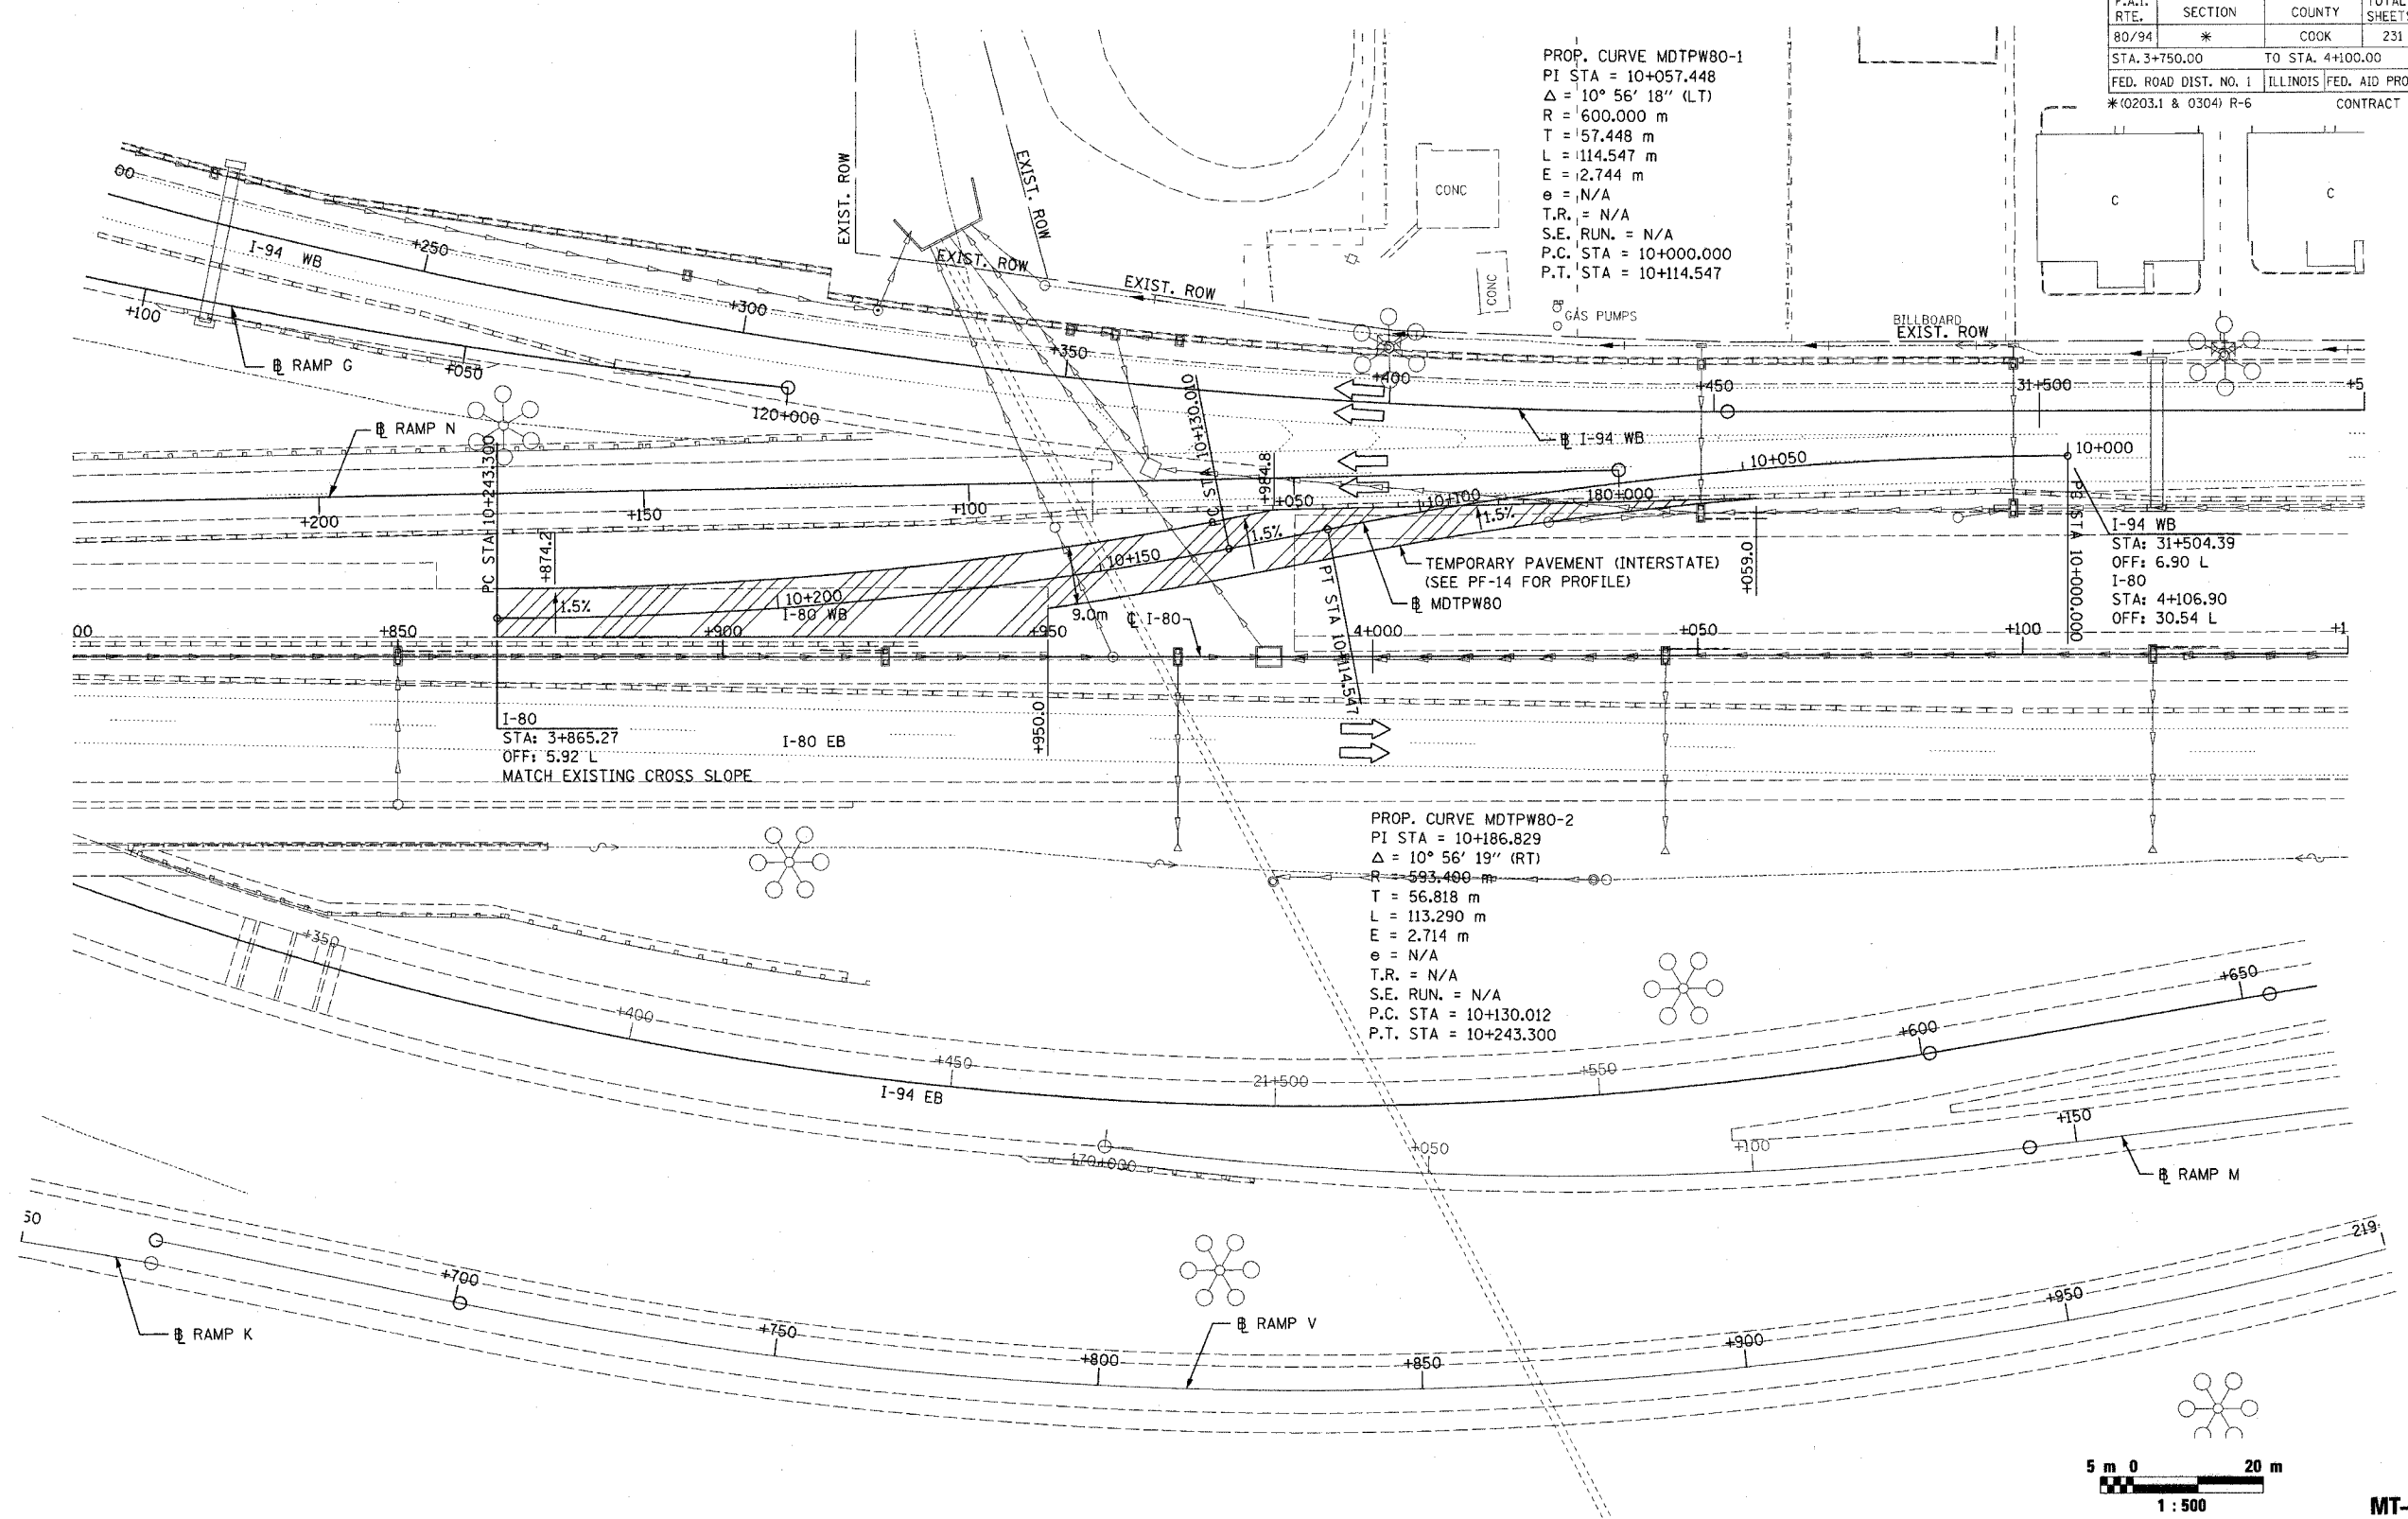 F.A.I. RTE. SECTION COUNTY TOTAL SHEETS
80/94 * COOK 231
STA. 3+750.00 TO STA. 4+100.00
FED. ROAD DIST. NO. 1 ILLINOIS FED. AID PRO
*(0203.1 & 0304) R-6 CONTRACT
PROP. CURVE MDTPW80-1
PI STA = 10+057.448
Δ = 10° 56' 18" (LT)
R = 600.000 m
T = 57.448 m
L = 114.547 m
E = 2.744 m
e = N/A
T.R. = N/A
S.E. RUN. = N/A
P.C. STA = 10+000.000
P.T. STA = 10+114.547
EXIST. ROW
EXIST. ROW
EXIST. ROW
EXIST. ROW
CONC
CONC
GAS PUMPS
BILLBOARD
EXIST. ROW
C
C
00
I-94 WB
+250
+300
+350
+400
+450
31+500
+5
+100
+050
120+000
℄ RAMP G
℄ RAMP N
℄ I-94 WB
+200
+150
+100
+050
180+000
PC STA 10+243.300
PC STA 10+130.010
+984.8
10+000
10+050
10+100
10+150
10+200
+874.2
1.5%
1.5%
1.5%
9.0m
I-80 WB
℄ I-80
TEMPORARY PAVEMENT (INTERSTATE)
(SEE PF-14 FOR PROFILE)
℄ MDTPW80
+059.0
PC STA 10+000.000
PT STA 10+114.547
I-94 WB
STA: 31+504.39
OFF: 6.90 L
I-80
STA: 4+106.90
OFF: 30.54 L
00
+850
+900
+950
4+000
+050
+100
+1
+950.0
I-80
STA: 3+865.27
OFF: 5.92 L
MATCH EXISTING CROSS SLOPE
I-80 EB
PROP. CURVE MDTPW80-2
PI STA = 10+186.829
Δ = 10° 56' 19" (RT)
R = 593.400 m
T = 56.818 m
L = 113.290 m
E = 2.714 m
e = N/A
T.R. = N/A
S.E. RUN. = N/A
P.C. STA = 10+130.012
P.T. STA = 10+243.300
+350
+400
+450
21+500
+550
+600
+650
I-94 EB
170+000
+050
+100
+150
℄ RAMP M
50
+700
+750
+800
+850
+900
+950
219
℄ RAMP K
℄ RAMP V
5 m 0 20 m
1 : 500
MT-